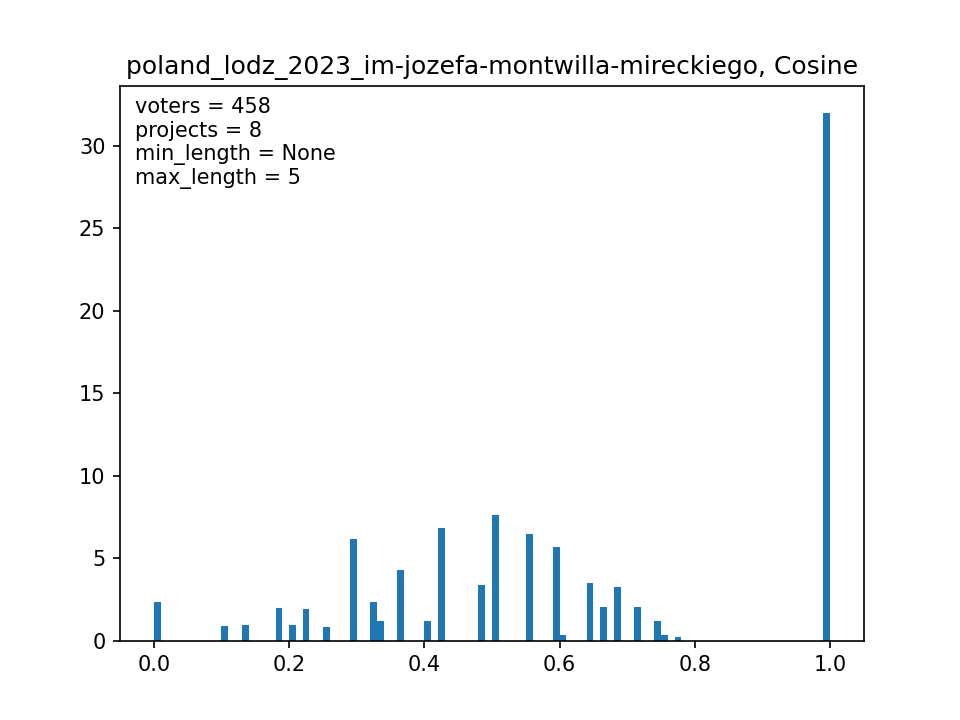 poland_lodz_2023_im-jozefa-montwilla-mireckiego, Cosine
voters = 458
projects = 8
min_length = None
max_length = 5
30
25
20
15
10
5
0
0.0 0.2 0.4 0.6 0.8 1.0